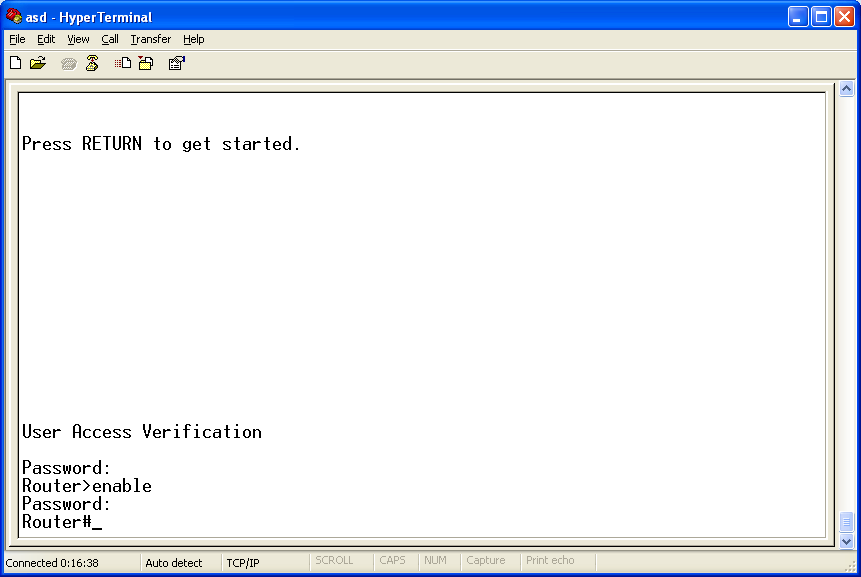 asd - HyperTerminal
File Edit View Call Transfer Help
Press RETURN to get started.
User Access Verification
Password:
Router>enable
Password:
Router#_
Connected 0:16:38 Auto detect TCP/IP SCROLL CAPS NUM Capture Print echo